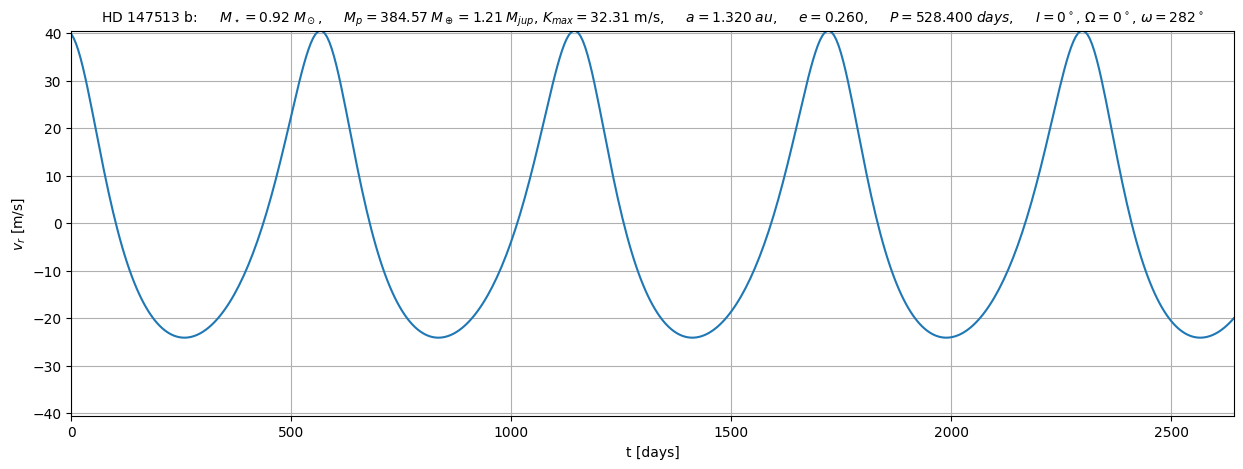 HD 147513 b: M⋆ = 0.92 M⊙, Mp = 384.57 M⊕ = 1.21 Mjup, Kmax = 32.31 m/s, a = 1.320 au, e = 0.260, P = 528.400 days, I = 0°, Ω = 0°, ω = 282°
40
30
20
10
0
−10
−20
−30
−40
vr [m/s]
0 500 1000 1500 2000 2500
t [days]